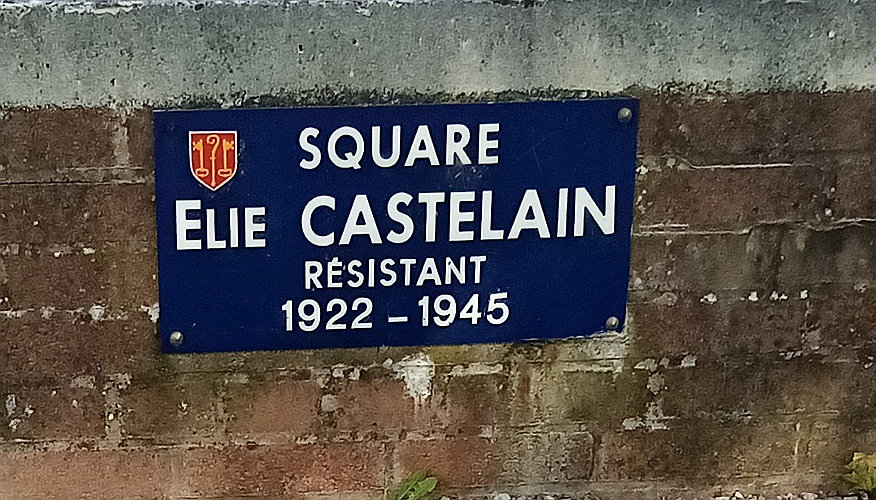 SQUARE
ELIE CASTELAIN
RÉSISTANT
1922 - 1945